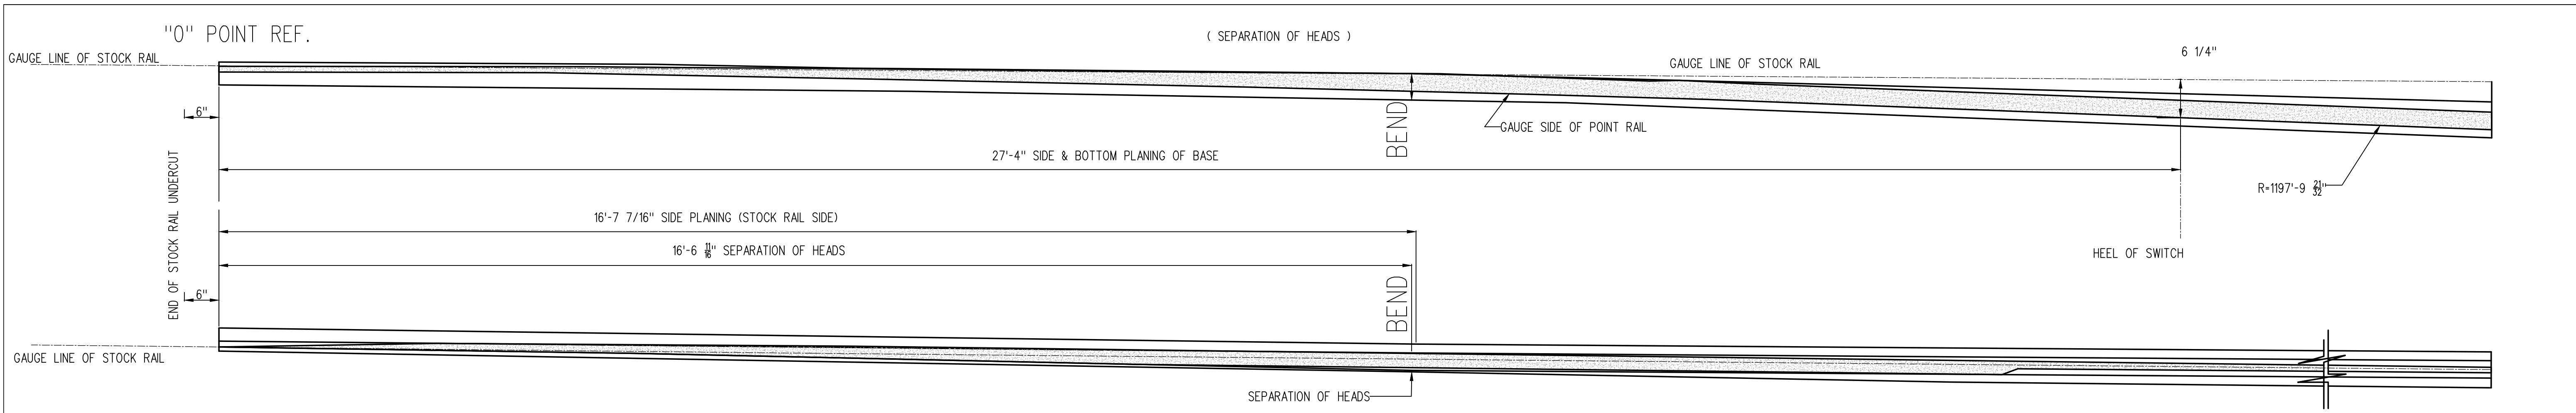 "0" POINT REF.
( SEPARATION OF HEADS )
6 1/4"
GAUGE LINE OF STOCK RAIL
GAUGE LINE OF STOCK RAIL
6"
BEND
GAUGE SIDE OF POINT RAIL
27'-4" SIDE & BOTTOM PLANING OF BASE
END OF STOCK RAIL UNDERCUT
R=1197'-9 21/32"
16'-7 7/16" SIDE PLANING (STOCK RAIL SIDE)
16'-6 11/16" SEPARATION OF HEADS
HEEL OF SWITCH
6"
BEND
GAUGE LINE OF STOCK RAIL
SEPARATION OF HEADS